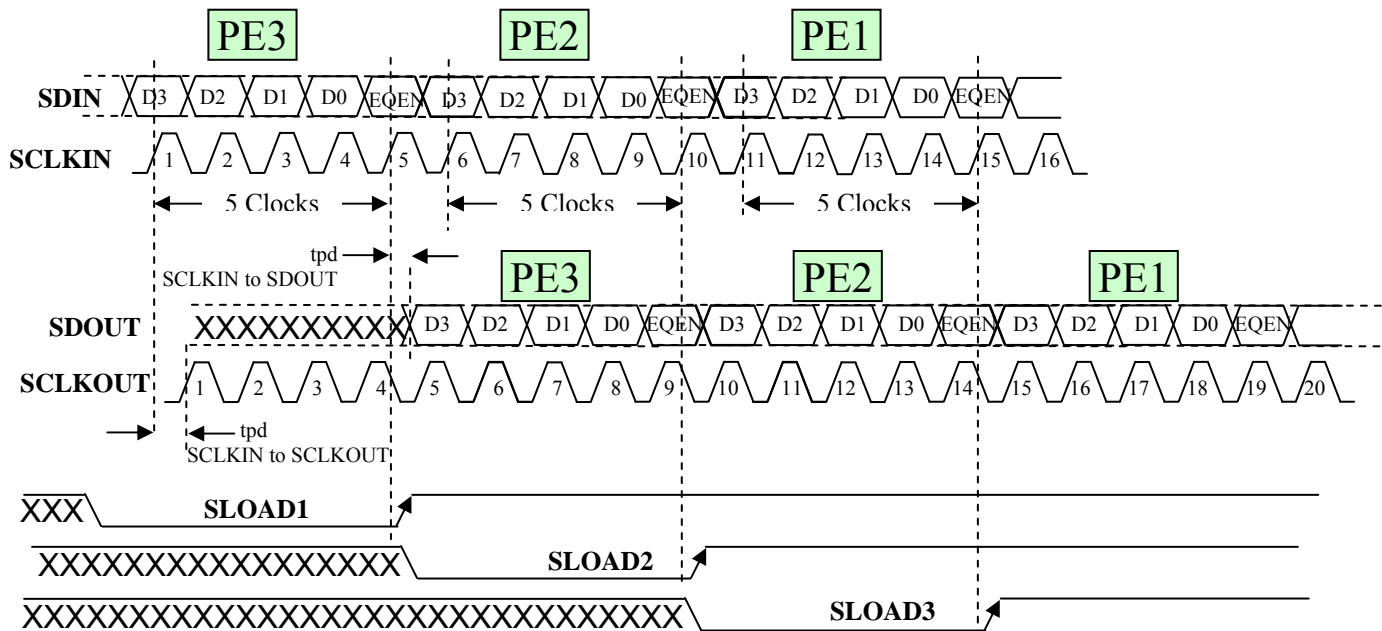 PE3 PE2 PE1
SDIN D3 D2 D1 D0 EQEN D3 D2 D1 D0 EQEN D3 D2 D1 D0 EQEN
SCLKIN 1 2 3 4 5 6 7 8 9 10 11 12 13 14 15 16
5 Clocks 5 Clocks 5 Clocks
tpd
SCLKIN to SDOUT
PE3 PE2 PE1
SDOUT XXXXXXXXXX D3 D2 D1 D0 EQEN D3 D2 D1 D0 EQEN D3 D2 D1 D0 EQEN
SCLKOUT 1 2 3 4 5 6 7 8 9 10 11 12 13 14 15 16 17 18 19 20
tpd
SCLKIN to SCLKOUT
XXX SLOAD1
XXXXXXXXXXXXXXXXX SLOAD2
XXXXXXXXXXXXXXXXXXXXXXXXXXXXXXX SLOAD3